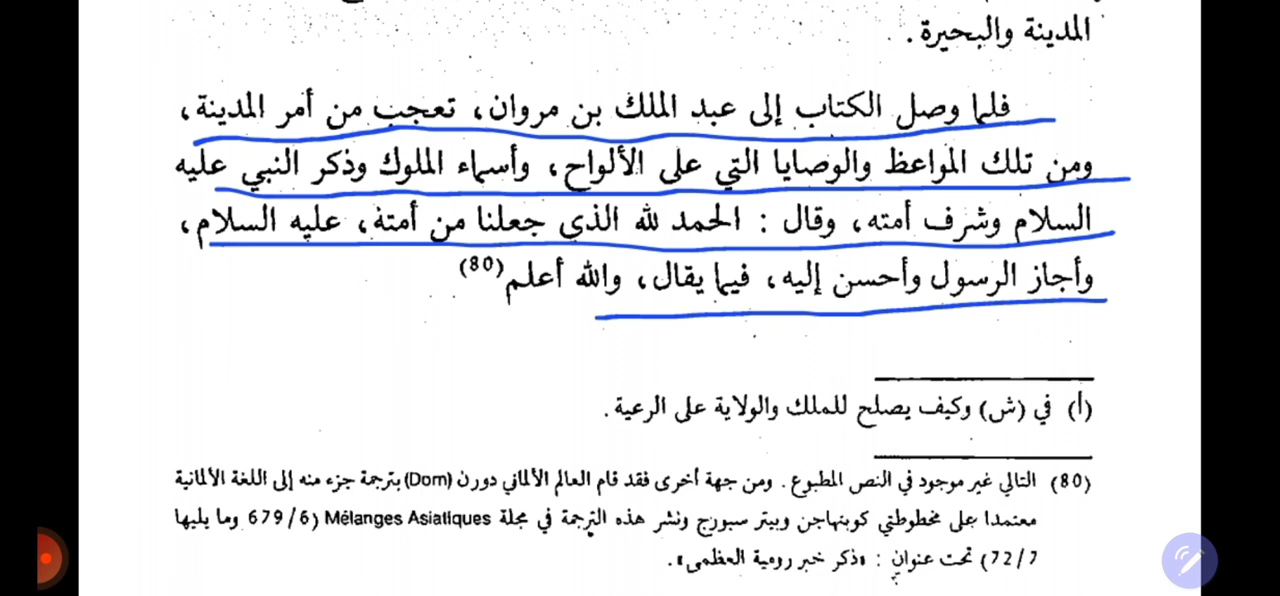 المدينة والبحيرة .
فلما وصل الكتاب إلى عبد الملك بن مروان، تعجب من أمر المدينة،
ومن تلك المواعظ والوصايا التي على الألواح، وأسماء الملوك وذكر النبي عليه
السلام وشرف أمته، وقال : الحمد لله الذي جعلنا من أمتة، عليه السلام،
وأجاز الرسول وأحسن إليه، فيما يقال، والله أعلم(80)
(أ) في (ش) وكيف يصلح للملك والولاية على الرعية .
(80) التالي غير موجود في النص المطبوع . ومن جهة أخرى فقد قام العالم الألماني دورن (Dorn) بترجمة جزء منه إلى اللغة الألمانية
معتمدا على مخطوطتي كوبنهاجن وبيتر سبورج ونشر هذه الترجمة في مجلة Mélanges Asiatiques (679/6 وما يليها
72/7) تحت عنوان : «ذكر خبر رومية العظمى» .